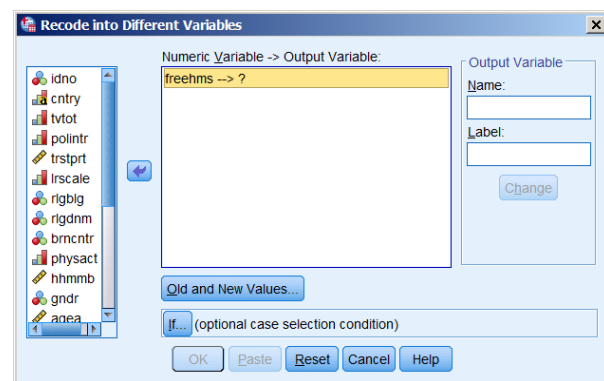 Recode into Different Variables
Numeric Variable -> Output Variable:
freehms --> ?
idno
cntry
tvtot
polintr
trstprt
lrscale
rlgblg
rlgdnm
brncntr
physact
hhmmb
gndr
agea
Output Variable
Name:
Label:
Change
Old and New Values...
If... (optional case selection condition)
OK Paste Reset Cancel Help